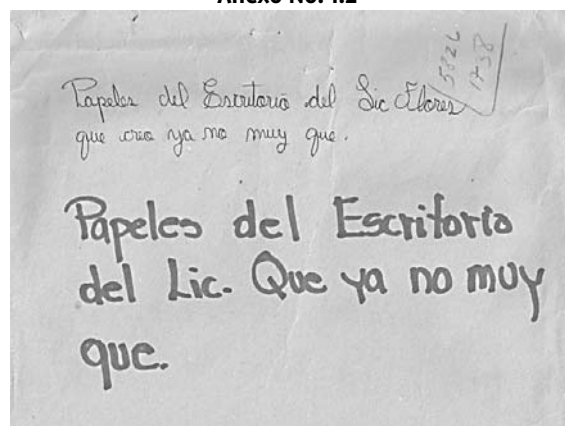 Anexo No. 1.2
5826
1738
Papeles del Escritorio del Lic Flores
que creo ya no muy que.
Papeles del Escritorio
del Lic. Que ya no muy
que.